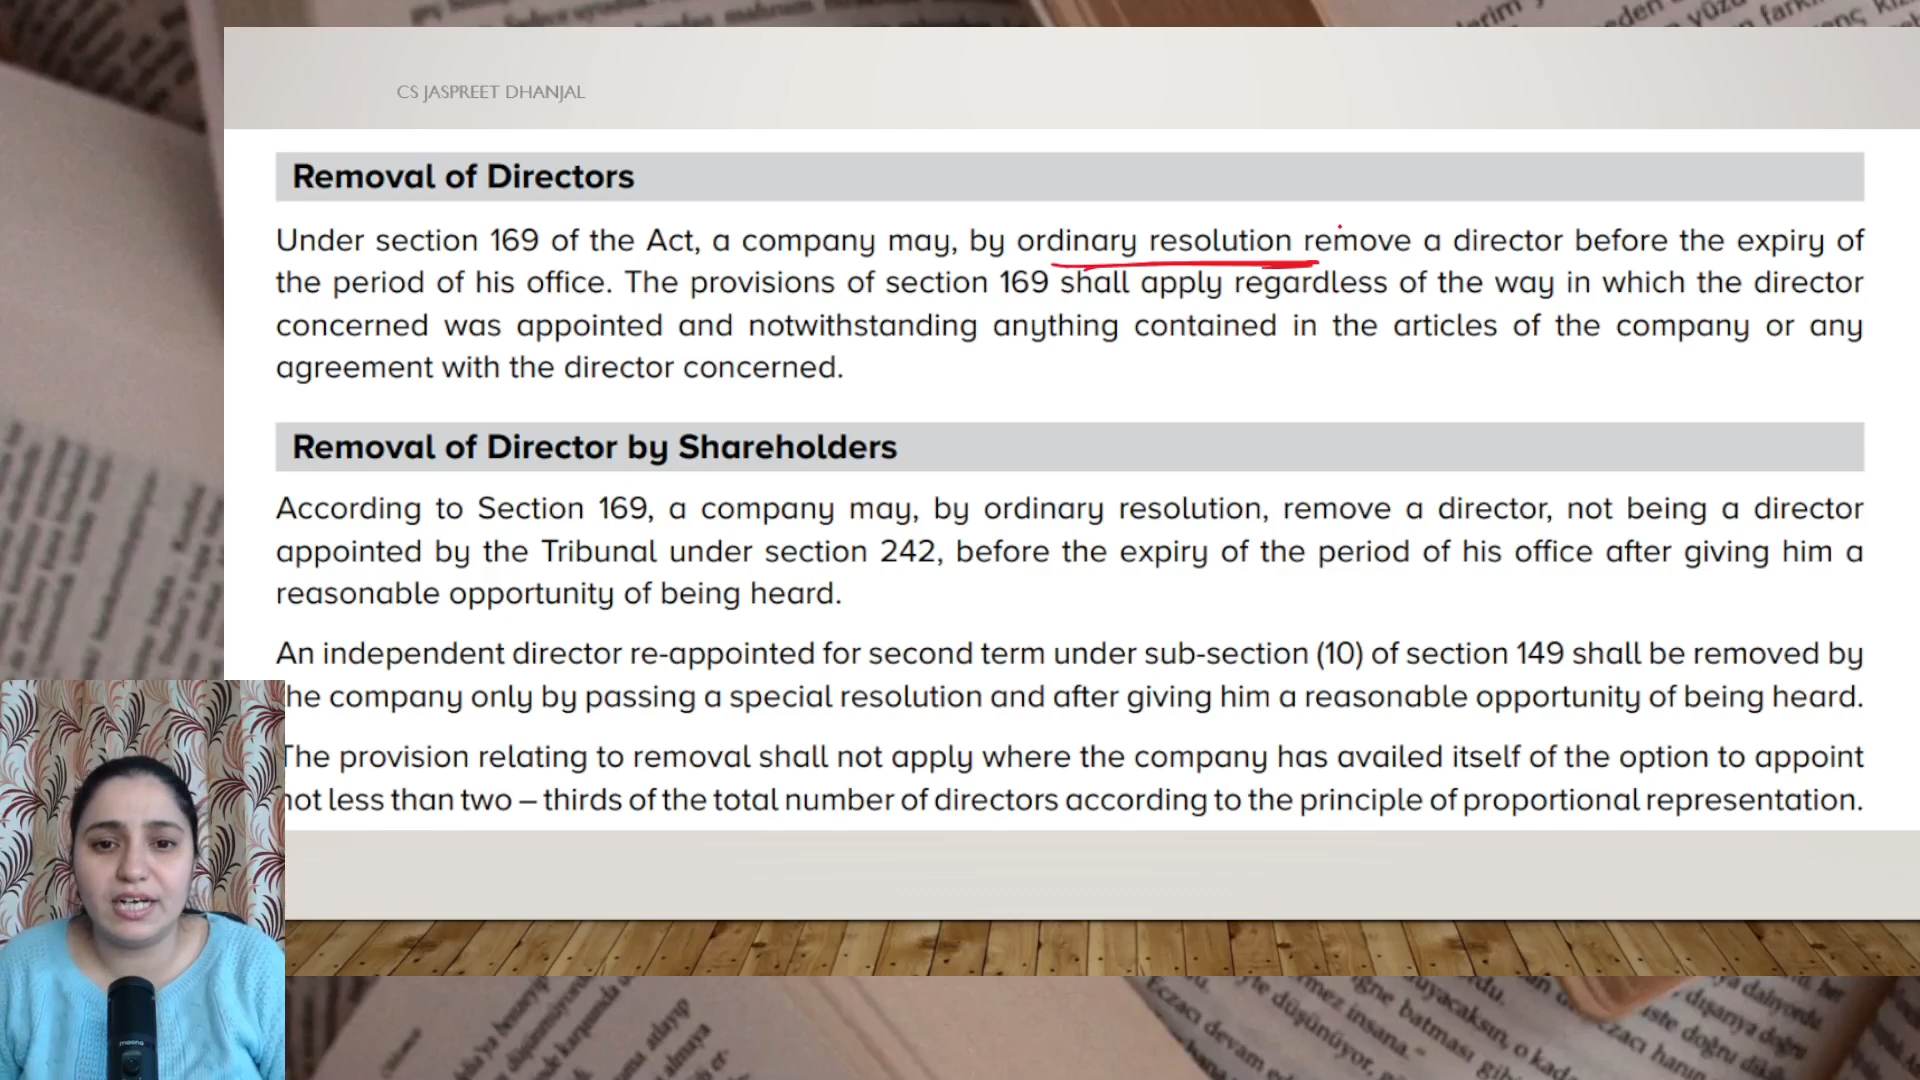 CS JASPREET DHANJAL
Removal of Directors
Under section 169 of the Act, a company may, by ordinary resolution remove a director before the expiry of
the period of his office. The provisions of section 169 shall apply regardless of the way in which the director
concerned was appointed and notwithstanding anything contained in the articles of the company or any
agreement with the director concerned.
Removal of Director by Shareholders
According to Section 169, a company may, by ordinary resolution, remove a director, not being a director
appointed by the Tribunal under section 242, before the expiry of the period of his office after giving him a
reasonable opportunity of being heard.
An independent director re-appointed for second term under sub-section (10) of section 149 shall be removed by
he company only by passing a special resolution and after giving him a reasonable opportunity of being heard.
The provision relating to removal shall not apply where the company has availed itself of the option to appoint
not less than two – thirds of the total number of directors according to the principle of proportional representation.
maono